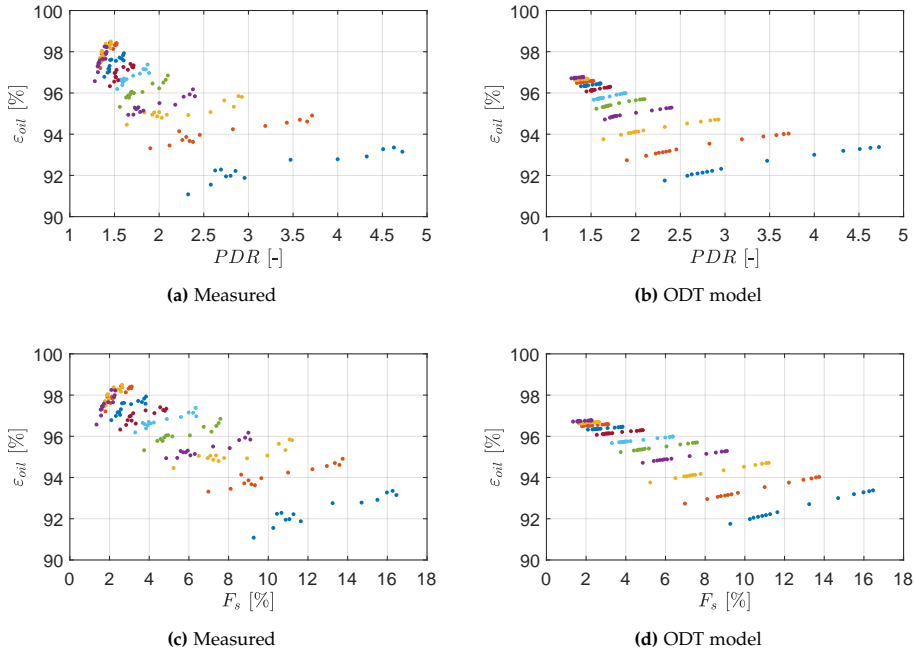 100
98
96
94
92
90
ε_oil [%]
1 1.5 2 2.5 3 3.5 4 4.5 5
PDR [-]
(a) Measured
100
98
96
94
92
90
ε_oil [%]
1 1.5 2 2.5 3 3.5 4 4.5 5
PDR [-]
(b) ODT model
100
98
96
94
92
90
ε_oil [%]
0 2 4 6 8 10 12 14 16 18
F_s [%]
(c) Measured
100
98
96
94
92
90
ε_oil [%]
0 2 4 6 8 10 12 14 16 18
F_s [%]
(d) ODT model